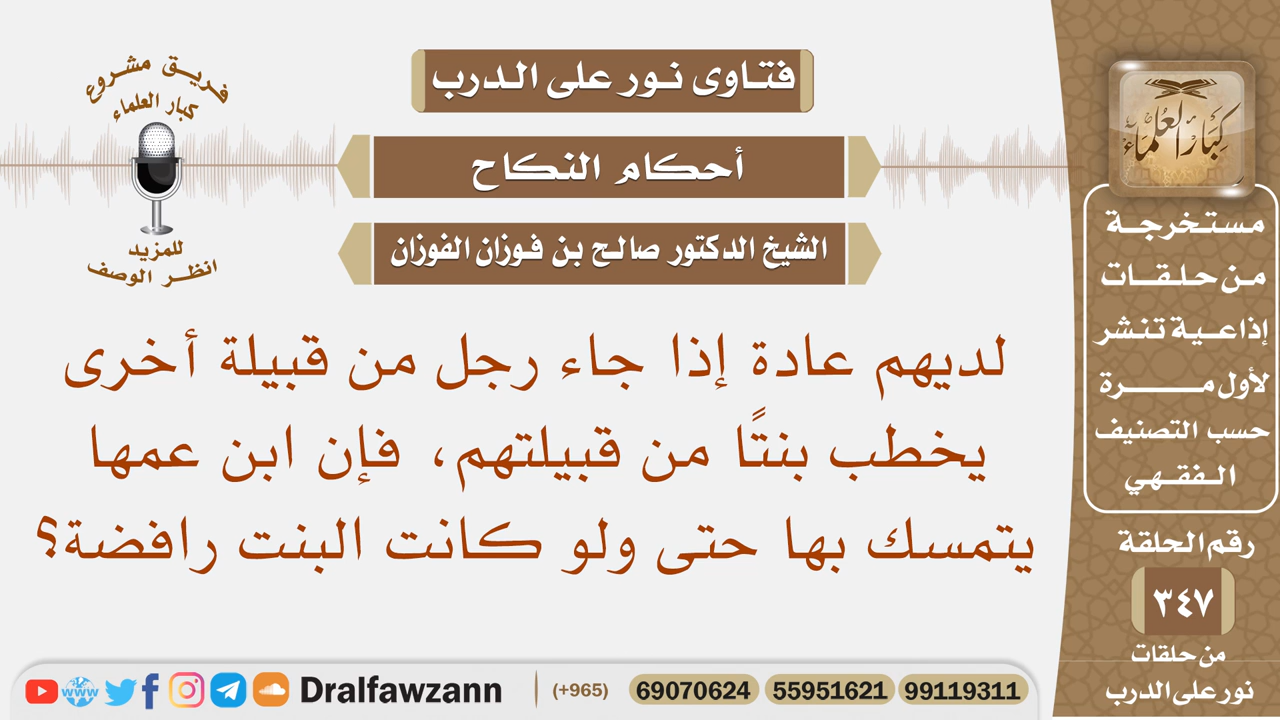 فتاوى نور على الدرب
أحكام النكاح
الشيخ الدكتور صالح بن فوزان الفوزان
لديهم عادة إذا جاء رجل من قبيلة أخرى
يخطب بنتًا من قبيلتهم، فإن ابن عمها
يتمسك بها حتى ولو كانت البنت رافضة؟
فريق مشروع
كبار العلماء
للمزيد
انظر الوصف
كبار العلماء
مستخرجة
من حلقات
إذاعية تنشر
لأول مرة
حسب التصنيف
الفقهي
رقم الحلقة
٣٤٧
من حلقات
نور على الدرب
www
Dralfawzann
(+965)
69070624
55951621
99119311